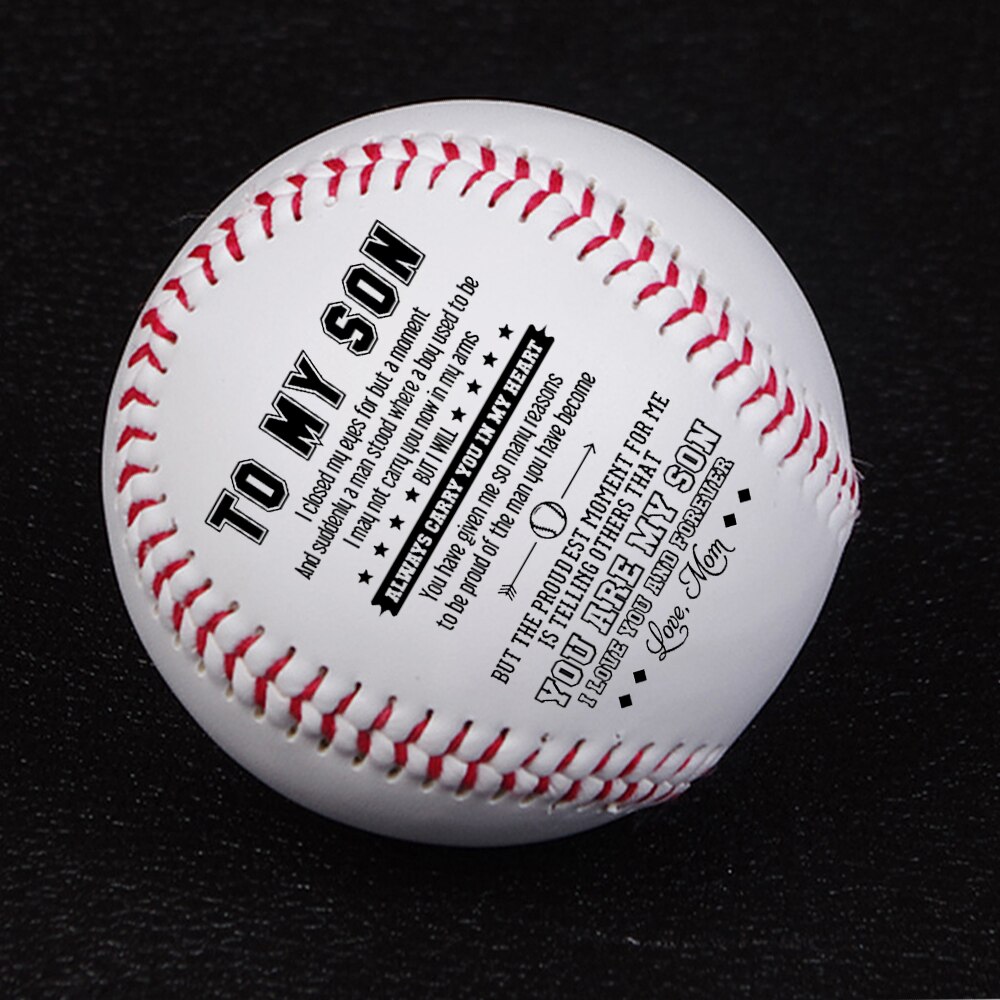 TO MY SON
I closed my eyes for but a moment
And suddenly a man stood where a boy used to be
I may not carry you now in my arms
BUT I WILL
ALWAYS CARRY YOU IN MY HEART
You have given me so many reasons
to be proud of the man you have become
BUT THE PROUDEST MOMENT FOR ME
IS TELLING OTHERS THAT
YOU ARE MY SON
I LOVE YOU AND FOREVER
Love, Mom